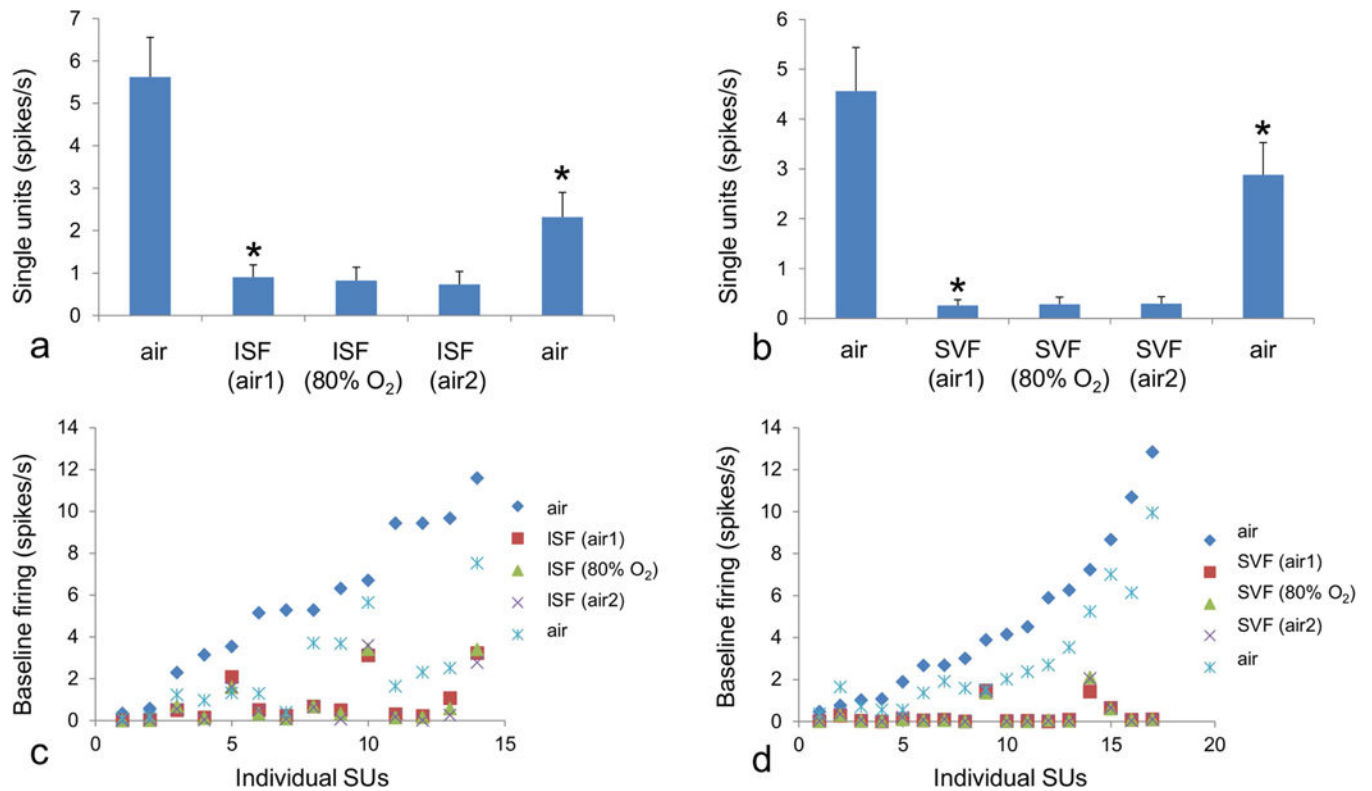 7
6
5
4
3
2
1
0
Single units (spikes/s)
*
*
a
air
ISF
(air1)
ISF
(80% O₂)
ISF
(air2)
air
6
5
4
3
2
1
0
Single units (spikes/s)
*
*
b
air
SVF
(air1)
SVF
(80% O₂)
SVF
(air2)
air
14
12
10
8
6
4
2
0
Baseline firing (spikes/s)
0
5
10
15
c
Individual SUs
air
ISF (air1)
ISF (80% O₂)
ISF (air2)
air
14
12
10
8
6
4
2
0
Baseline firing (spikes/s)
0
5
10
15
20
d
Individual SUs
air
SVF (air1)
SVF (80% O₂)
SVF (air2)
air